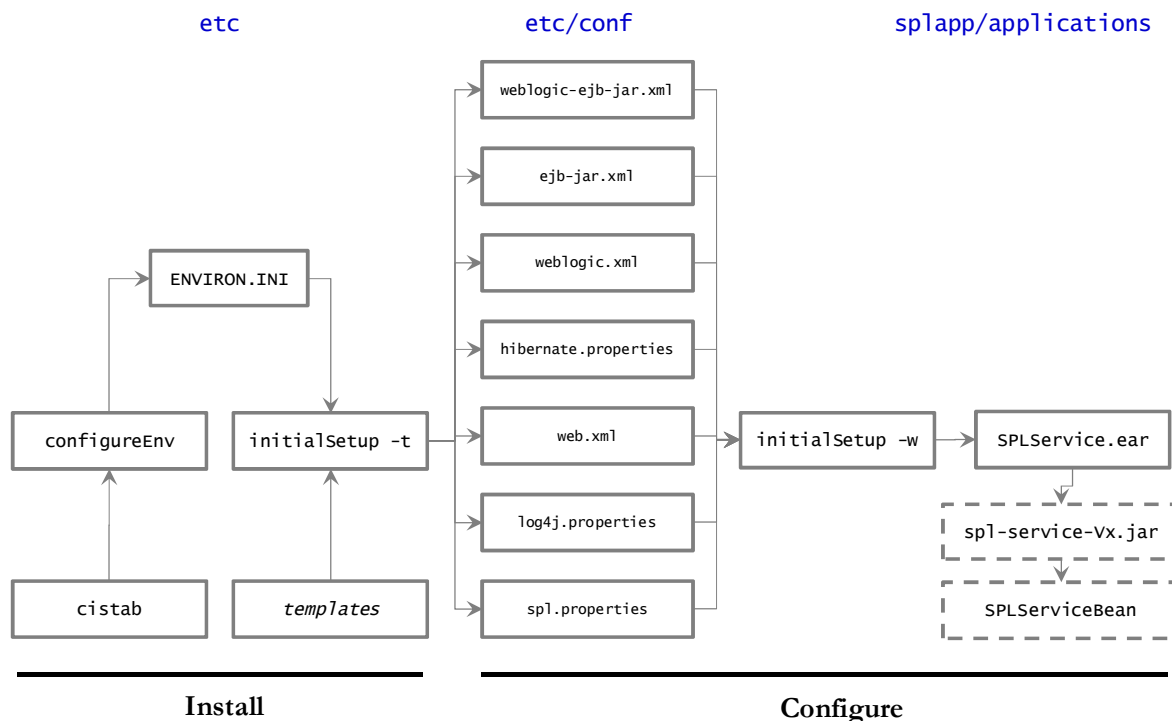 etc
etc/conf
splapp/applications
weblogic-ejb-jar.xml
ejb-jar.xml
weblogic.xml
ENVIRON.INI
hibernate.properties
configureEnv
initialSetup -t
web.xml
initialSetup -w
SPLService.ear
log4j.properties
spl-service-Vx.jar
cistab
templates
spl.properties
SPLServiceBean
Install
Configure